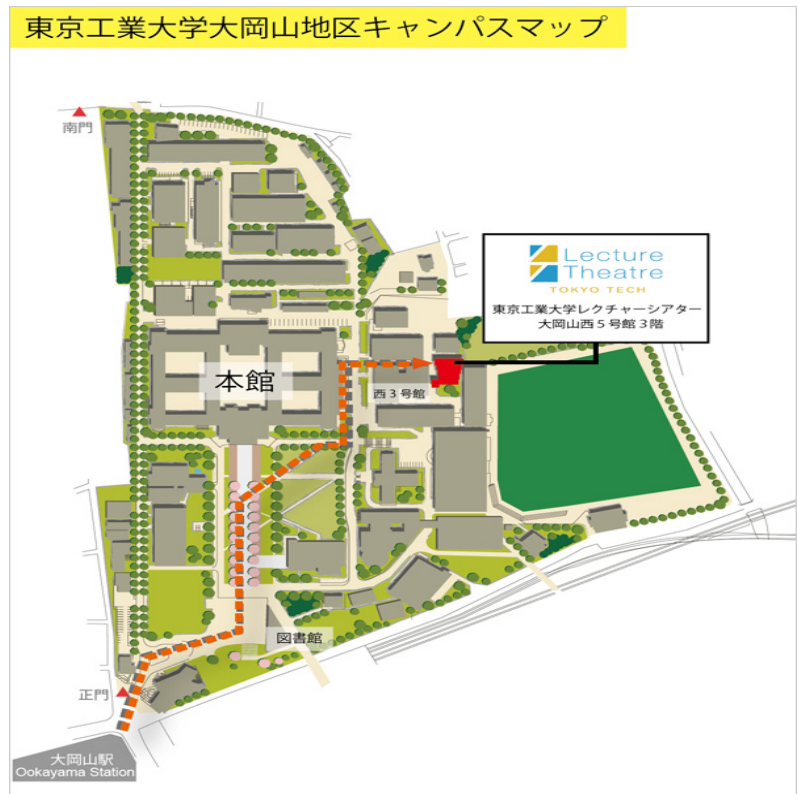 東京工業大学大岡山地区キャンパスマップ
南門
Lecture
Theatre
TOKYO TECH
東京工業大学レクチャーシアター
大岡山西5号館3階
本館
西3号館
図書館
正門
大岡山駅
Ookayama Station